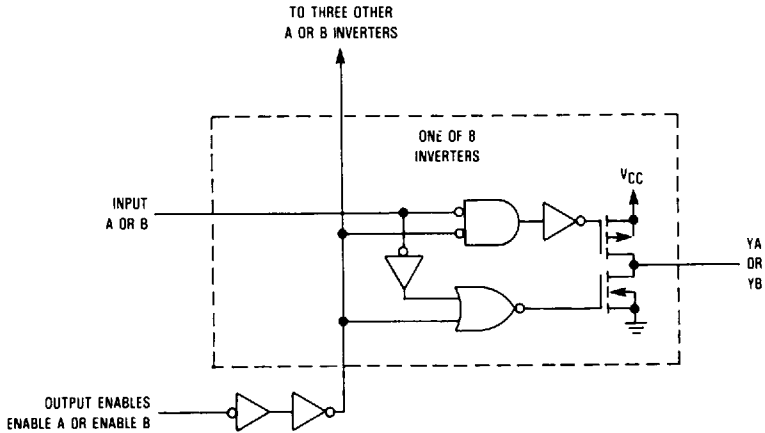 TO THREE OTHER
A OR B INVERTERS
ONE OF 8
INVERTERS
VCC
INPUT
A OR B
YA
OR
YB
OUTPUT ENABLES
ENABLE A OR ENABLE B